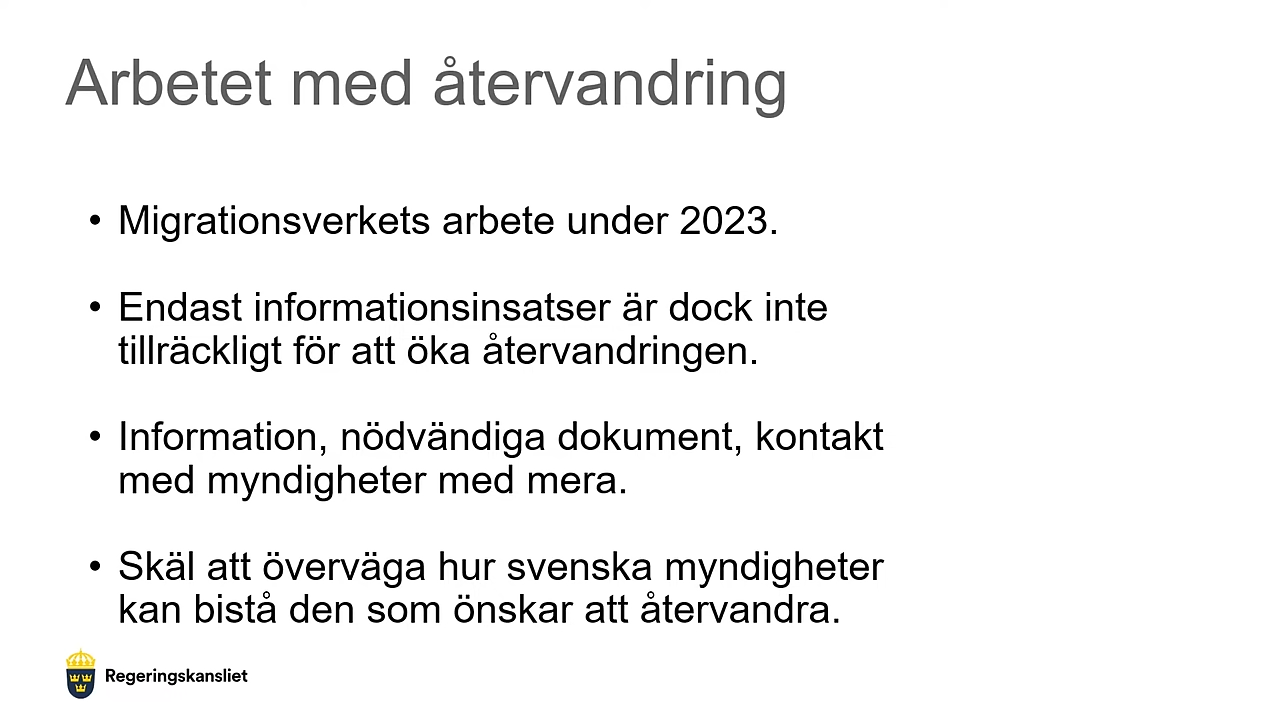 Arbetet med återvandring
• Migrationsverkets arbete under 2023.
• Endast informationsinsatser är dock inte
tillräckligt för att öka återvandringen.
• Information, nödvändiga dokument, kontakt
med myndigheter med mera.
• Skäl att överväga hur svenska myndigheter
kan bistå den som önskar att återvandra.
Regeringskansliet